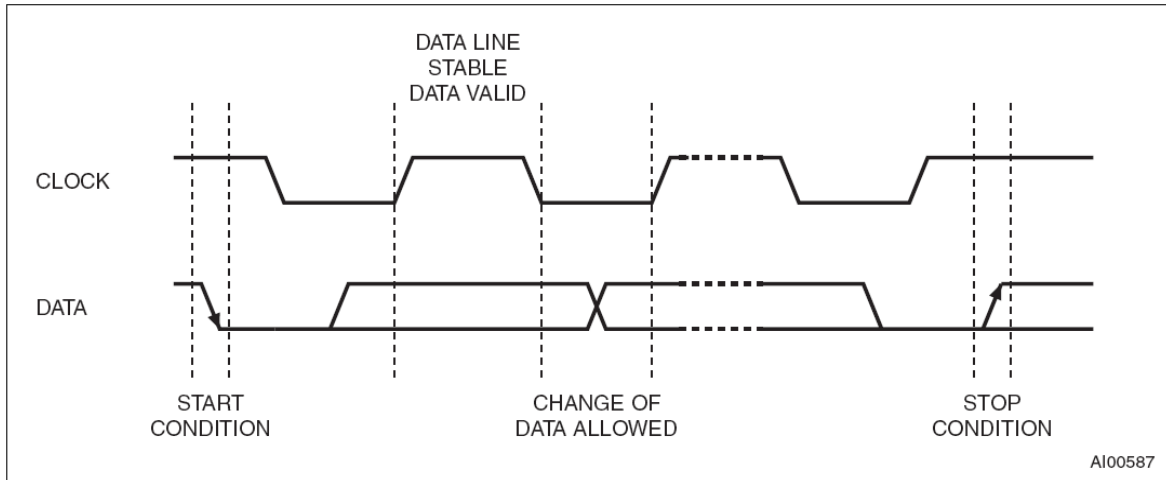 DATA LINE
STABLE
DATA VALID
CLOCK
DATA
START
CONDITION
CHANGE OF
DATA ALLOWED
STOP
CONDITION
AI00587